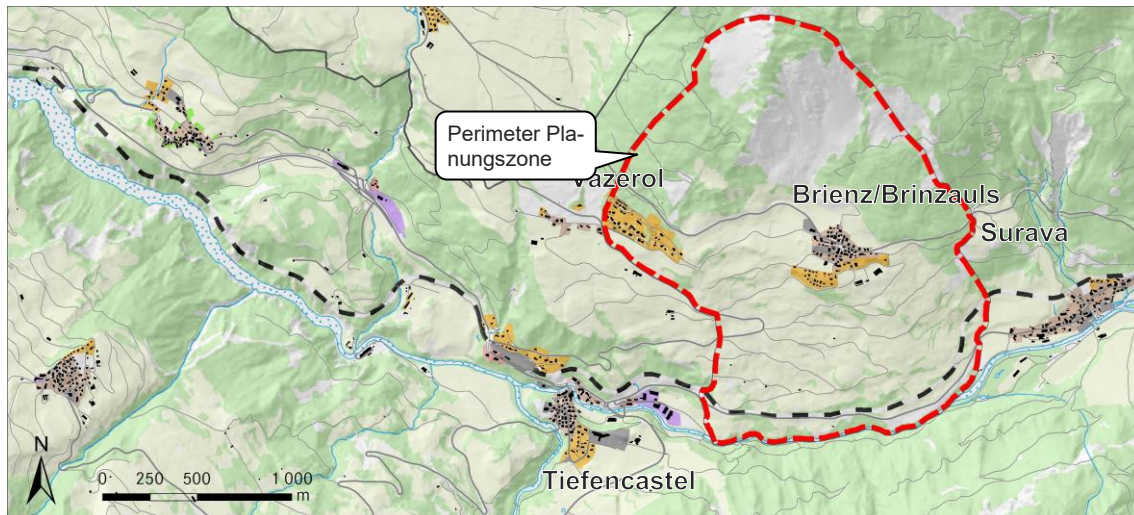 Perimeter Pla-
nungszone
Vazerol
Brienz/Brinzauls
Surava
Tiefencastel
N
0 250 500 1 000
m